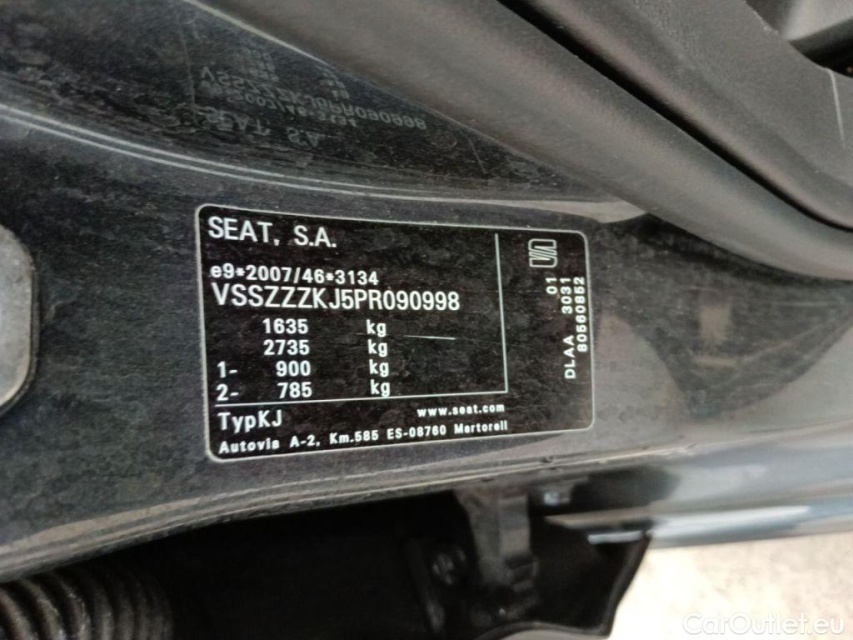 SEAT, S.A.
e9*2007/46*3134
VSSZZZKJ5PR090998
1635 kg
2735 kg
1- 900 kg
2- 785 kg
TypKJ
www.seat.com
Autovia A-2, Km.585 ES-08760 Martorell
01
DLAA 3031
80560852
CarOutlet.eu